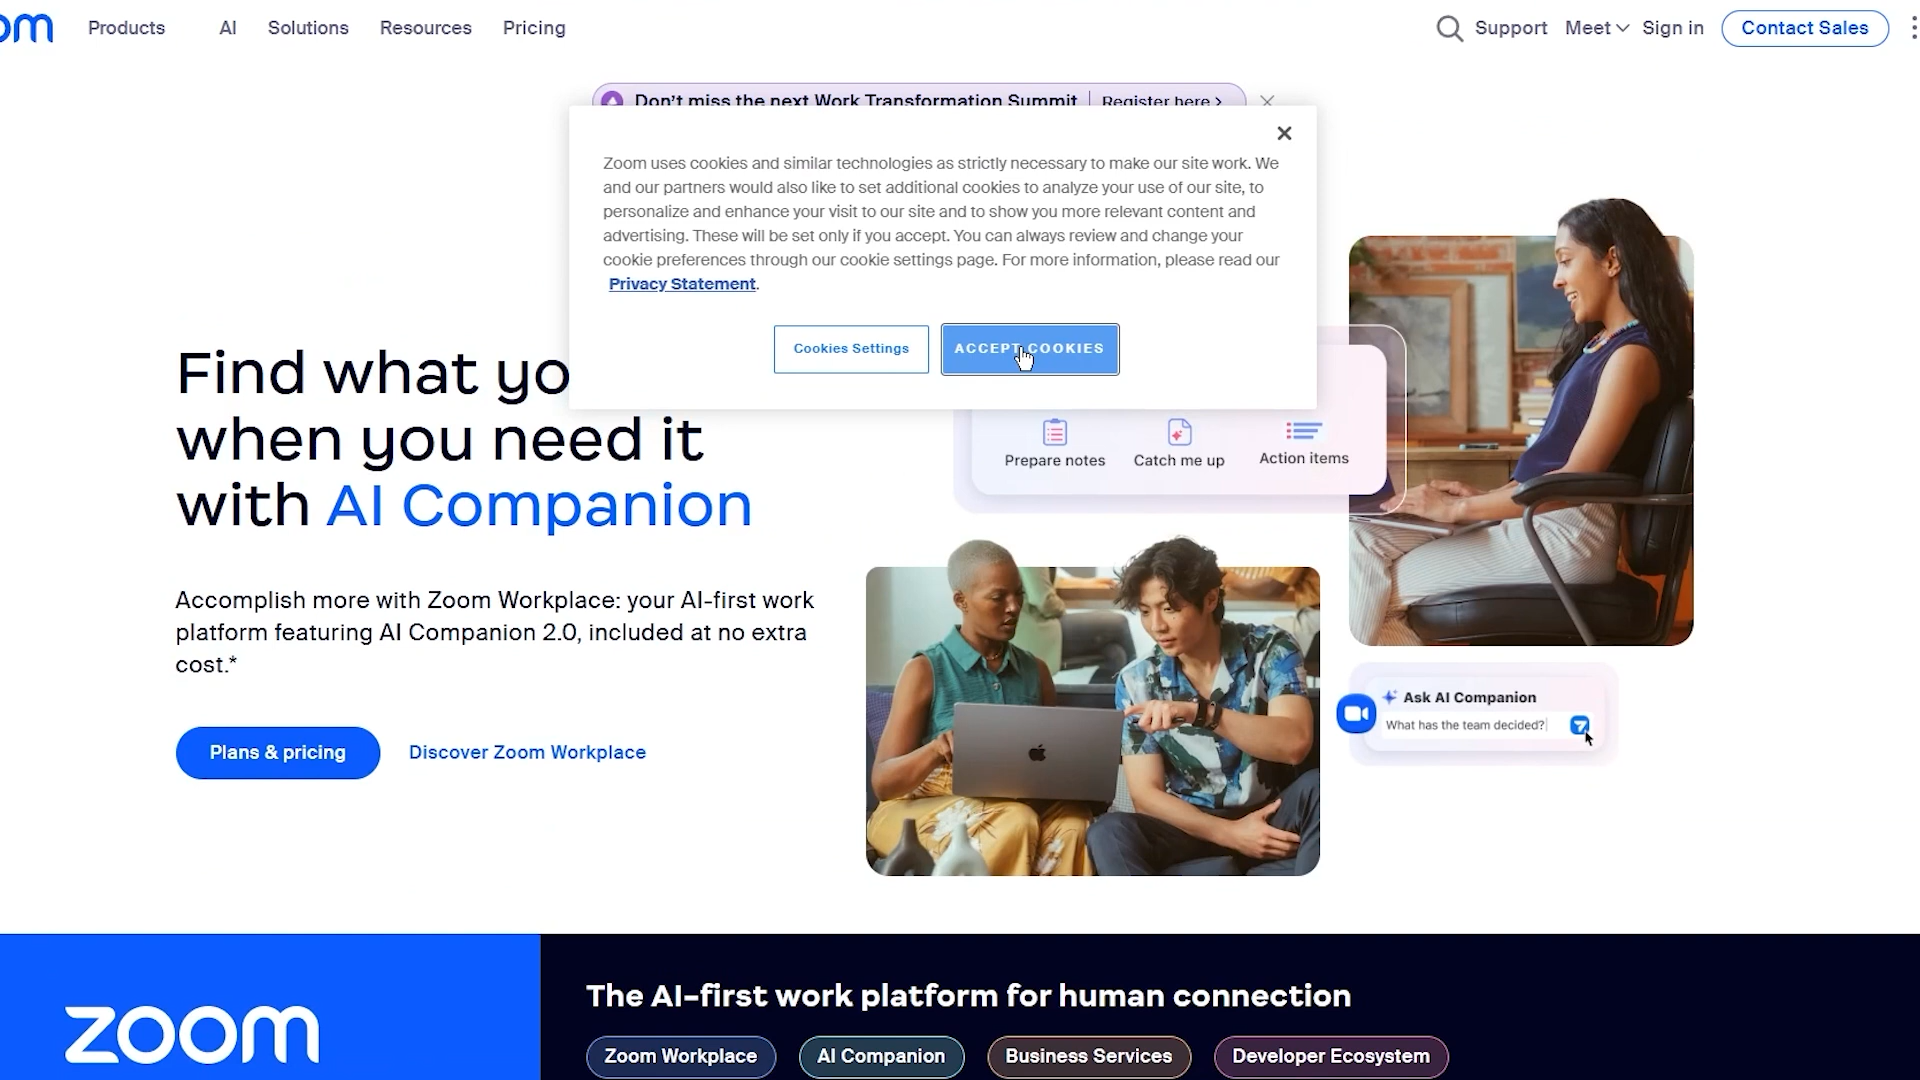 om
Products AI Solutions Resources Pricing
Support Meet Sign in Contact Sales
Don't miss the next Work Transformation Summit Register here
Zoom uses cookies and similar technologies as strictly necessary to make our site work. We
and our partners would also like to set additional cookies to analyze your use of our site, to
personalize and enhance your visit to our site and to show you more relevant content and
advertising. These will be set only if you accept. You can always review and change your
cookie preferences through our cookie settings page. For more information, please read our
Privacy Statement.
Cookies Settings ACCEPT COOKIES
Find what yo
when you need it
with AI Companion
Prepare notes Catch me up Action items
Accomplish more with Zoom Workplace: your AI-first work
platform featuring AI Companion 2.0, included at no extra
cost.*
Plans & pricing Discover Zoom Workplace
Ask AI Companion
What has the team decided?
zoom
The AI-first work platform for human connection
Zoom Workplace AI Companion Business Services Developer Ecosystem